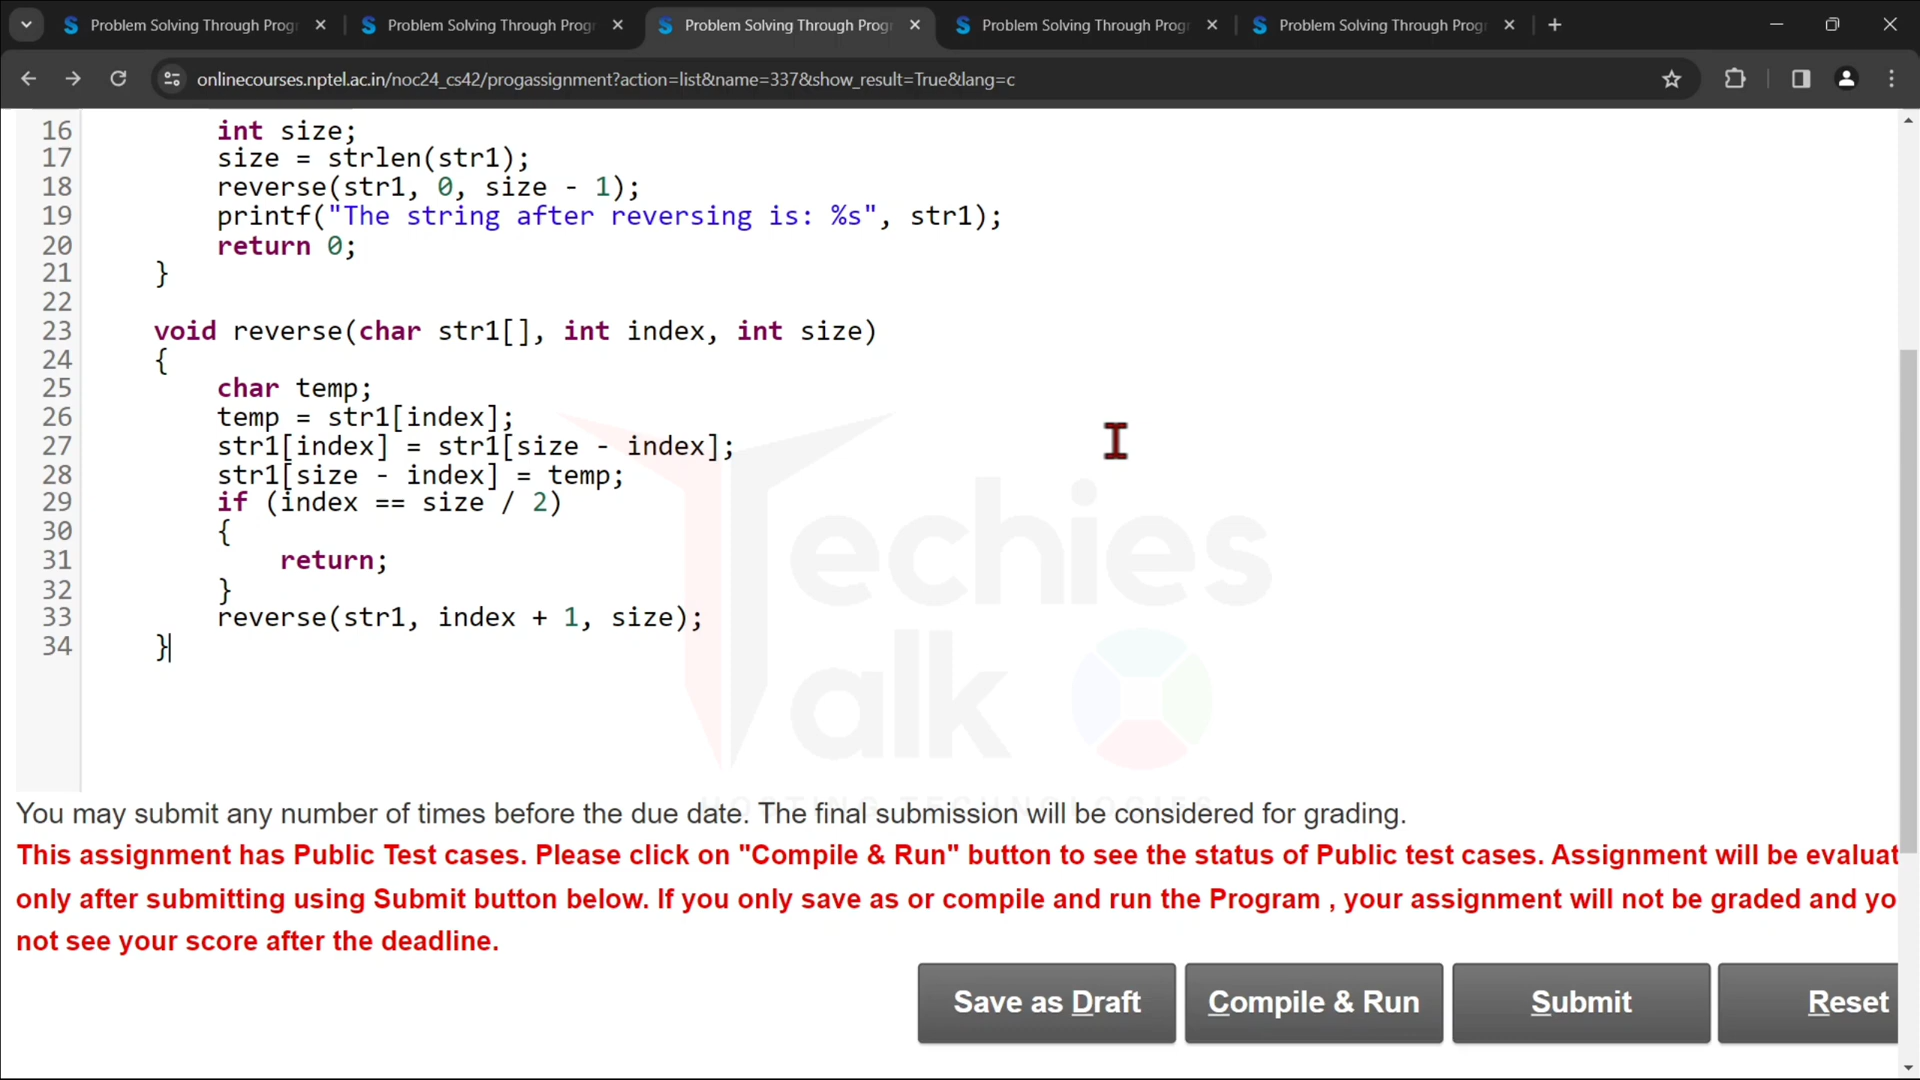 Problem Solving Through Progr
Problem Solving Through Progr
Problem Solving Through Progr
Problem Solving Through Progr
Problem Solving Through Progr
onlinecourses.nptel.ac.in/noc24_cs42/progassignment?action=list&name=337&show_result=True&lang=c
16 int size;
17 size = strlen(str1);
18 reverse(str1, 0, size - 1);
19 printf("The string after reversing is: %s", str1);
20 return 0;
21 }
22
23 void reverse(char str1[], int index, int size)
24 {
25 char temp;
26 temp = str1[index];
27 str1[index] = str1[size - index];
28 str1[size - index] = temp;
29 if (index == size / 2)
30 {
31 return;
32 }
33 reverse(str1, index + 1, size);
34 }
Techies
Talk
HOSTING TECHNOLOGIES
You may submit any number of times before the due date. The final submission will be considered for grading.
This assignment has Public Test cases. Please click on "Compile & Run" button to see the status of Public test cases. Assignment will be evaluat
only after submitting using Submit button below. If you only save as or compile and run the Program , your assignment will not be graded and yo
not see your score after the deadline.
Save as Draft
Compile & Run
Submit
Reset